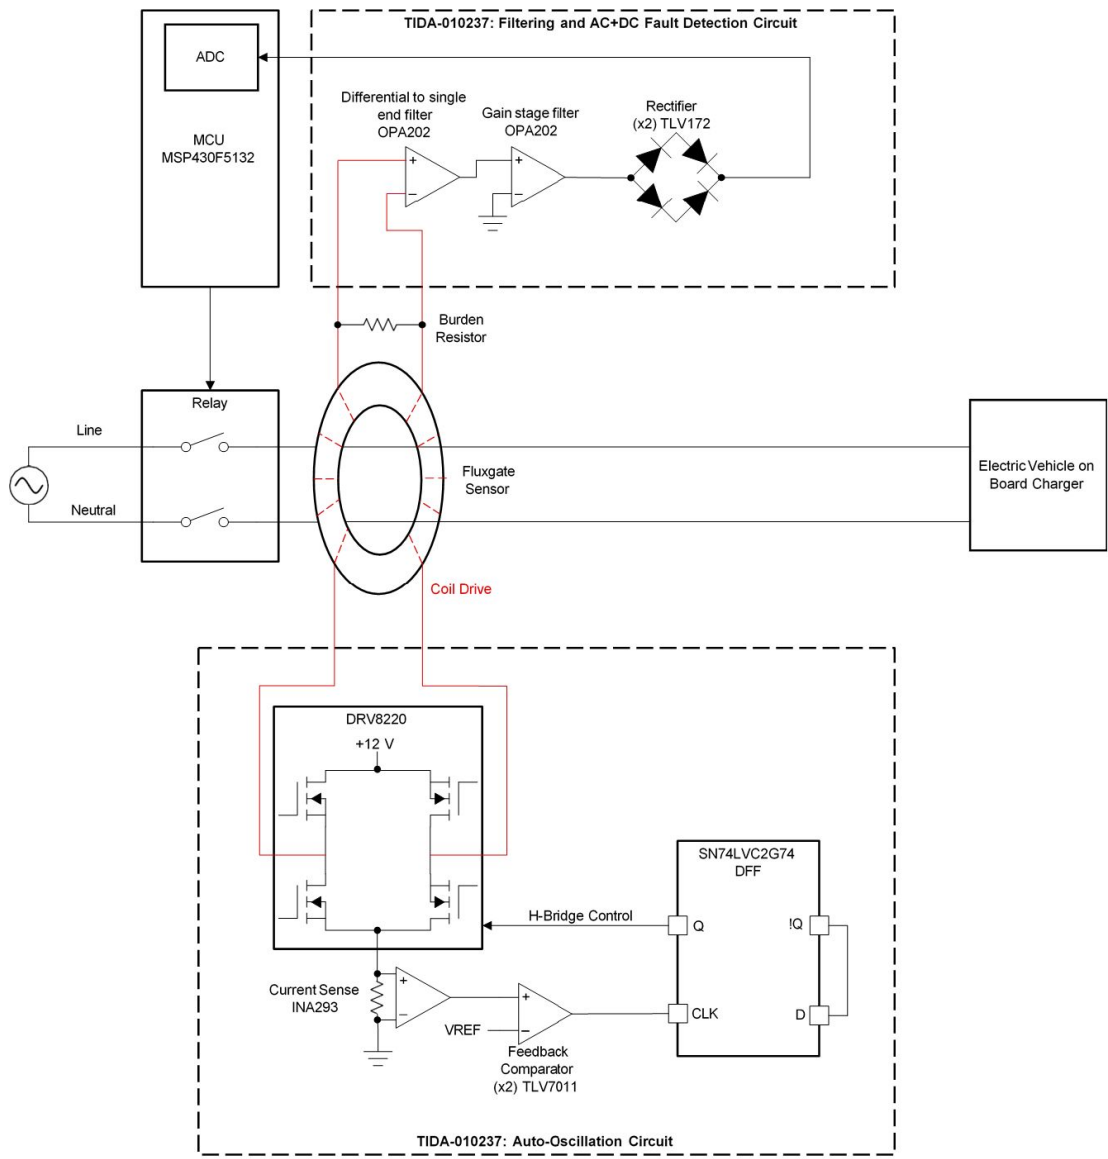 TIDA-010237: Filtering and AC+DC Fault Detection Circuit
ADC
MCU
MSP430F5132
Differential to single
end filter
OPA202
+
−
Gain stage filter
OPA202
+
−
Rectifier
(x2) TLV172
Burden
Resistor
Relay
Line
Neutral
Fluxgate
Sensor
Electric Vehicle on
Board Charger
Coil Drive
DRV8220
+12 V
H-Bridge Control
SN74LVC2G74
DFF
Q
!Q
CLK
D
Current Sense
INA293
+
−
+
−
VREF
Feedback
Comparator
(x2) TLV7011
TIDA-010237: Auto-Oscillation Circuit